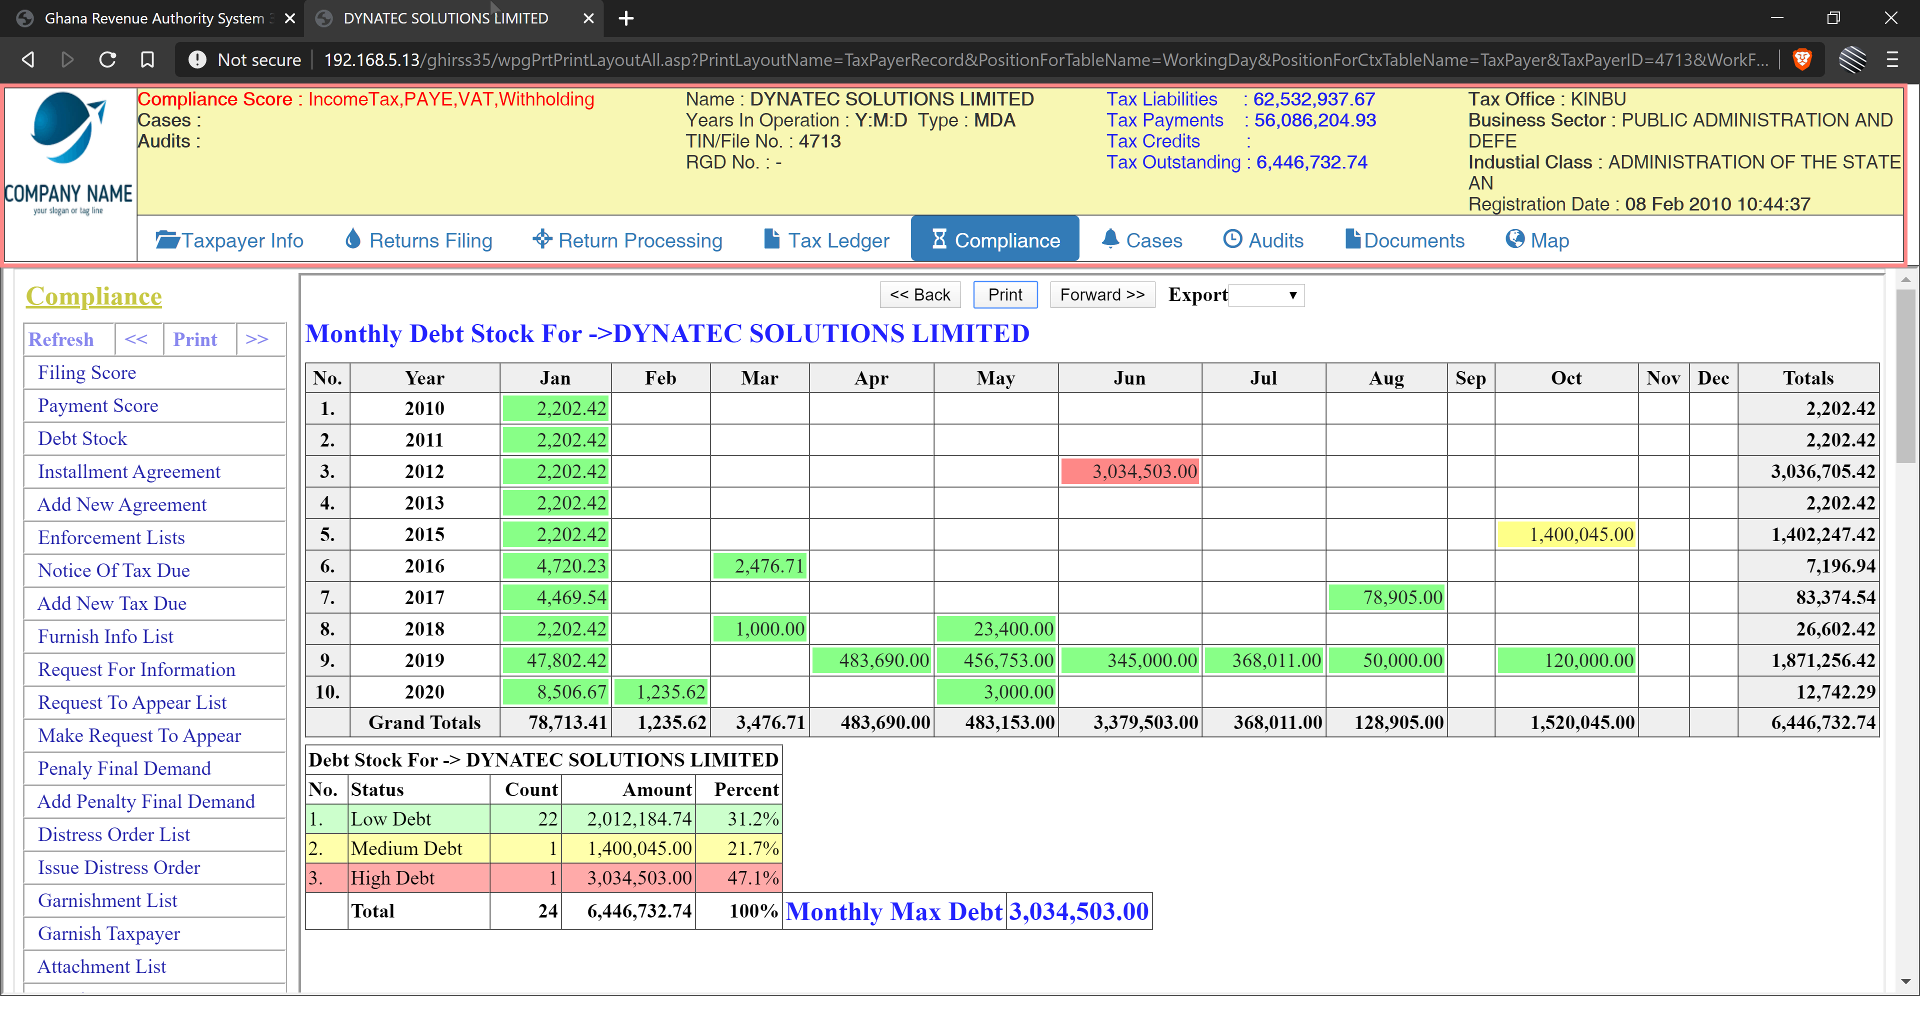 Ghana Revenue Authority System
DYNATEC SOLUTIONS LIMITED
Not secure
192.168.5.13/ghirss35/wpgPrtPrintLayoutAll.asp?PrintLayoutName=TaxPayerRecord&PositionForTableName=WorkingDay&PositionForCtxTableName=TaxPayer&TaxPayerID=4713&WorkF...
COMPANY NAME
your slogan or tag line
Compliance Score : IncomeTax,PAYE,VAT,Withholding
Cases :
Audits :
Name : DYNATEC SOLUTIONS LIMITED
Years In Operation : Y:M:D Type : MDA
TIN/File No. : 4713
RGD No. : -
Tax Liabilities : 62,532,937.67
Tax Payments : 56,086,204.93
Tax Credits :
Tax Outstanding : 6,446,732.74
Tax Office : KINBU
Business Sector : PUBLIC ADMINISTRATION AND
DEFE
Industial Class : ADMINISTRATION OF THE STATE
AN
Registration Date : 08 Feb 2010 10:44:37
Taxpayer Info Returns Filing Return Processing Tax Ledger Compliance Cases Audits Documents Map
Compliance
Refresh << Print >>
Filing Score
Payment Score
Debt Stock
Installment Agreement
Add New Agreement
Enforcement Lists
Notice Of Tax Due
Add New Tax Due
Furnish Info List
Request For Information
Request To Appear List
Make Request To Appear
Penaly Final Demand
Add Penalty Final Demand
Distress Order List
Issue Distress Order
Garnishment List
Garnish Taxpayer
Attachment List
<< Back Print Forward >> Export
Monthly Debt Stock For ->DYNATEC SOLUTIONS LIMITED
No. Year Jan Feb Mar Apr May Jun Jul Aug Sep Oct Nov Dec Totals
1. 2010 2,202.42 2,202.42
2. 2011 2,202.42 2,202.42
3. 2012 2,202.42 3,034,503.00 3,036,705.42
4. 2013 2,202.42 2,202.42
5. 2015 2,202.42 1,400,045.00 1,402,247.42
6. 2016 4,720.23 2,476.71 7,196.94
7. 2017 4,469.54 78,905.00 83,374.54
8. 2018 2,202.42 1,000.00 23,400.00 26,602.42
9. 2019 47,802.42 483,690.00 456,753.00 345,000.00 368,011.00 50,000.00 120,000.00 1,871,256.42
10. 2020 8,506.67 1,235.62 3,000.00 12,742.29
Grand Totals 78,713.41 1,235.62 3,476.71 483,690.00 483,153.00 3,379,503.00 368,011.00 128,905.00 1,520,045.00 6,446,732.74
Debt Stock For -> DYNATEC SOLUTIONS LIMITED
No. Status Count Amount Percent
1. Low Debt 22 2,012,184.74 31.2%
2. Medium Debt 1 1,400,045.00 21.7%
3. High Debt 1 3,034,503.00 47.1%
Total 24 6,446,732.74 100% Monthly Max Debt 3,034,503.00